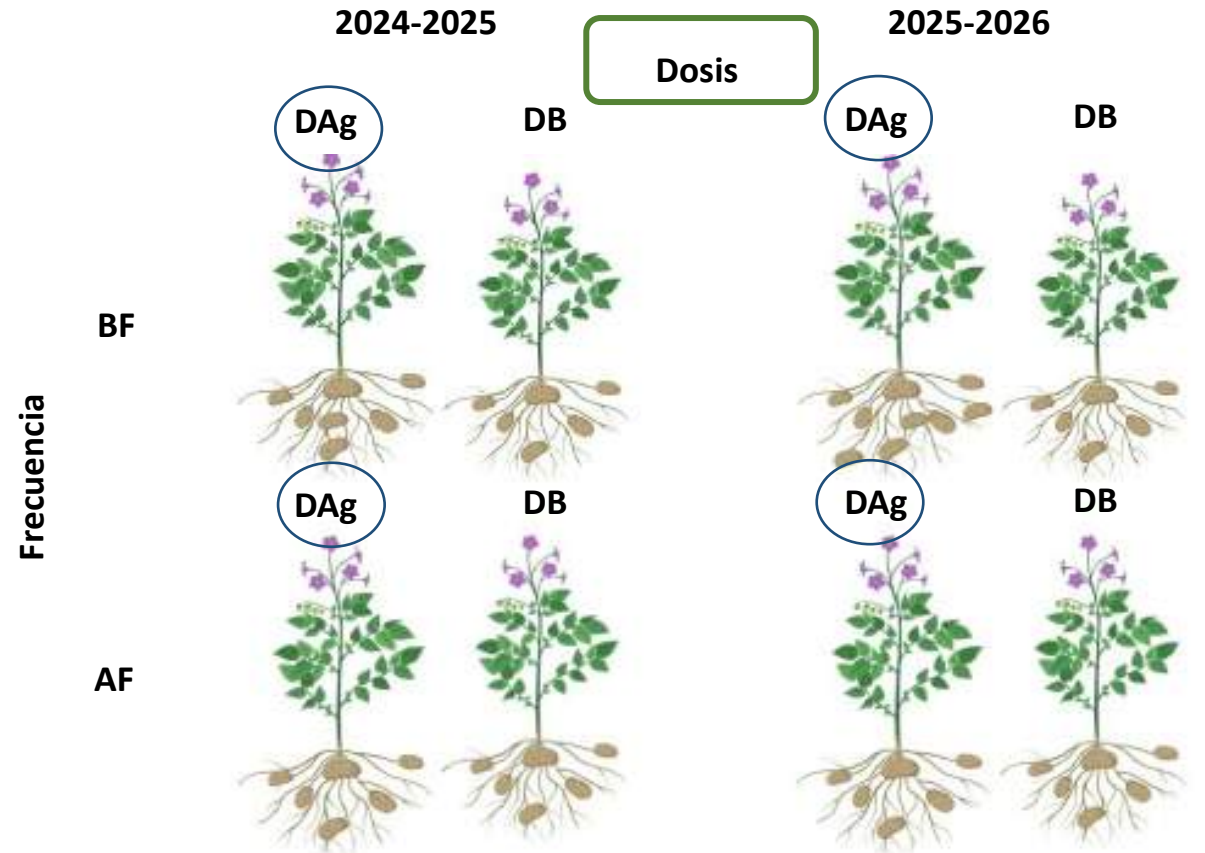 2024-2025
2025-2026
Dosis
DAg
DB
DAg
DB
BF
Frecuencia
DAg
DB
DAg
DB
AF